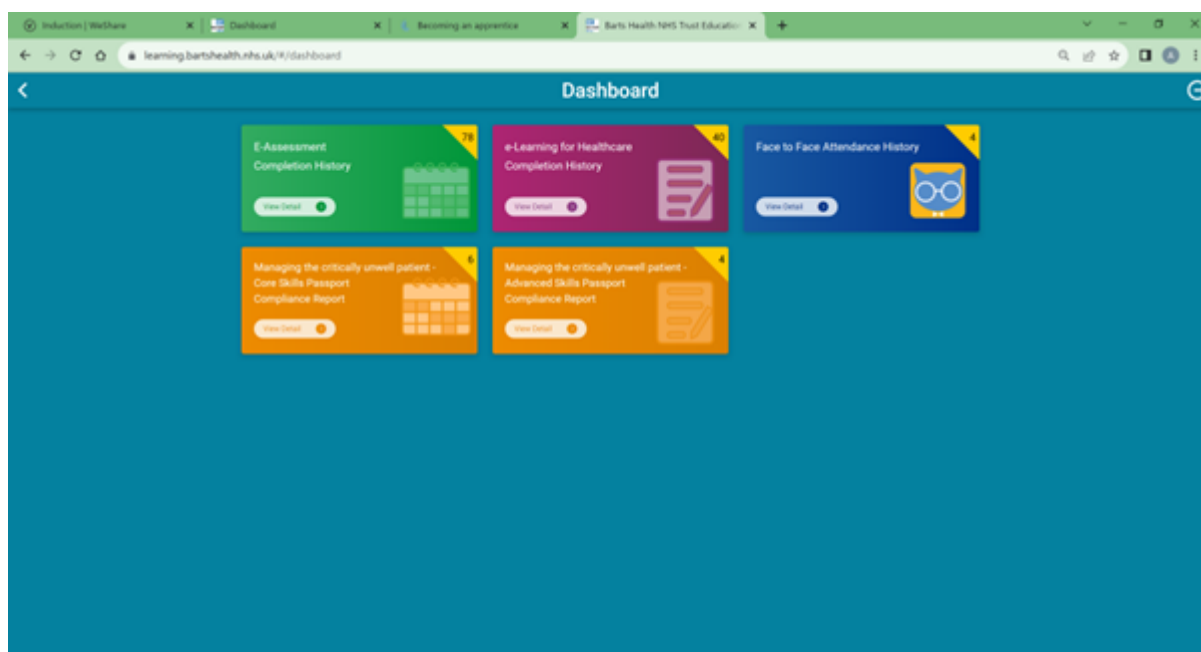 Induction | WeShare
Dashboard
Becoming an apprentice
Barts Health NHS Trust Education
learning.bartshealth.nhs.uk/#/dashboard
A
Dashboard
78
E-Assessment
Completion History
View Detail
40
e-Learning for Healthcare
Completion History
View Detail
4
Face to Face Attendance History
View Detail
6
Managing the critically unwell patient -
Core Skills Passport
Compliance Report
View Detail
4
Managing the critically unwell patient -
Advanced Skills Passport
Compliance Report
View Detail